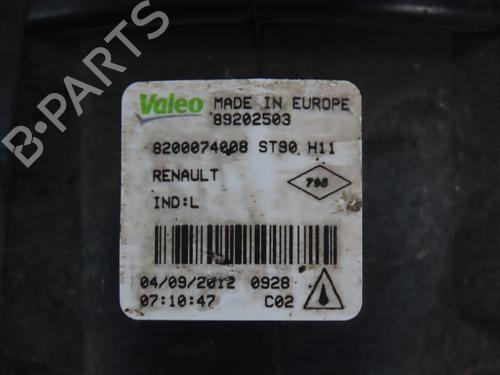 Valeo MADE IN EUROPE
89202503
8200074008 ST90 H11
RENAULT
IND:L
04/09/2012 0928
07:10:47 C02
B-PARTS